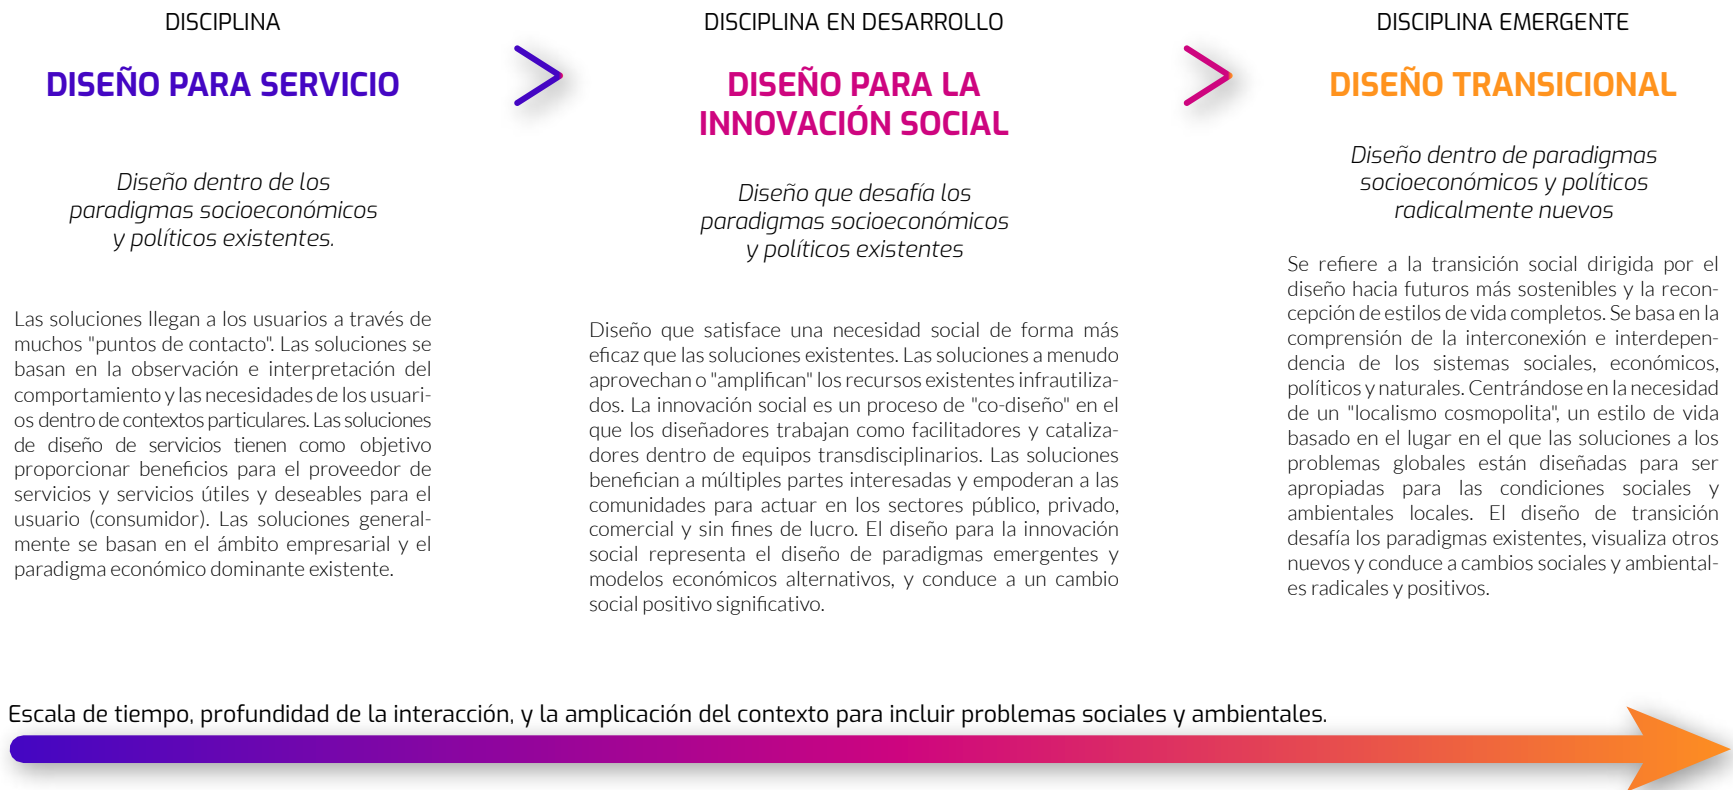 DISCIPLINA
DISEÑO PARA SERVICIO
Diseño dentro de los
paradigmas socioeconómicos
y políticos existentes.
Las soluciones llegan a los usuarios a través de
muchos "puntos de contacto". Las soluciones se
basan en la observación e interpretación del
comportamiento y las necesidades de los usuari-
os dentro de contextos particulares. Las soluciones
de diseño de servicios tienen como objetivo
proporcionar beneficios para el proveedor de
servicios y servicios útiles y deseables para el
usuario (consumidor). Las soluciones general-
mente se basan en el ámbito empresarial y el
paradigma económico dominante existente.
DISCIPLINA EN DESARROLLO
DISEÑO PARA LA
INNOVACIÓN SOCIAL
Diseño que desafía los
paradigmas socioeconómicos
y políticos existentes
Diseño que satisface una necesidad social de forma más
eficaz que las soluciones existentes. Las soluciones a menudo
aprovechan o "amplifican" los recursos existentes infrautiliza-
dos. La innovación social es un proceso de "co-diseño" en el
que los diseñadores trabajan como facilitadores y cataliza-
dores dentro de equipos transdisciplinarios. Las soluciones
benefician a múltiples partes interesadas y empoderan a las
comunidades para actuar en los sectores público, privado,
comercial y sin fines de lucro. El diseño para la innovación
social representa el diseño de paradigmas emergentes y
modelos económicos alternativos, y conduce a un cambio
social positivo significativo.
DISCIPLINA EMERGENTE
DISEÑO TRANSICIONAL
Diseño dentro de paradigmas
socioeconómicos y políticos
radicalmente nuevos
Se refiere a la transición social dirigida por el
diseño hacia futuros más sostenibles y la recon-
cepción de estilos de vida completos. Se basa en la
comprensión de la interconexión e interdepen-
dencia de los sistemas sociales, económicos,
políticos y naturales. Centrándose en la necesidad
de un "localismo cosmopolita", un estilo de vida
basado en el lugar en el que las soluciones a los
problemas globales están diseñadas para ser
apropiadas para las condiciones sociales y
ambientales locales. El diseño de transición
desafía los paradigmas existentes, visualiza otros
nuevos y conduce a cambios sociales y ambiental-
es radicales y positivos.
Escala de tiempo, profundidad de la interacción, y la amplicación del contexto para incluir problemas sociales y ambientales.